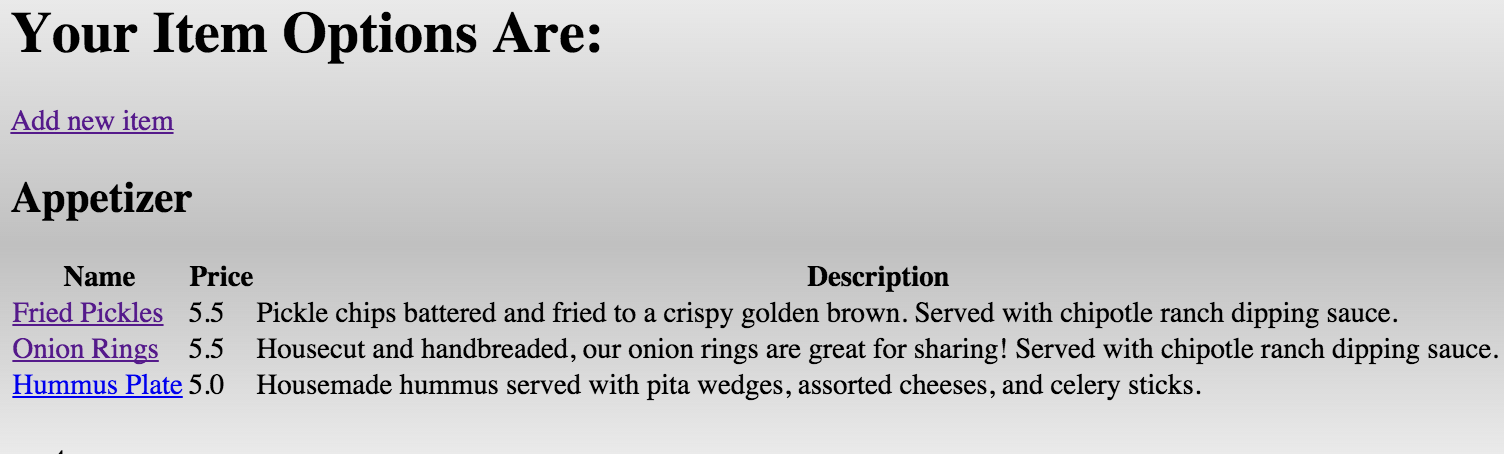 Your Item Options Are:
Add new item
Appetizer
Name Price Description
Fried Pickles 5.5 Pickle chips battered and fried to a crispy golden brown. Served with chipotle ranch dipping sauce.
Onion Rings 5.5 Housecut and handbreaded, our onion rings are great for sharing! Served with chipotle ranch dipping sauce.
Hummus Plate 5.0 Housemade hummus served with pita wedges, assorted cheeses, and celery sticks.